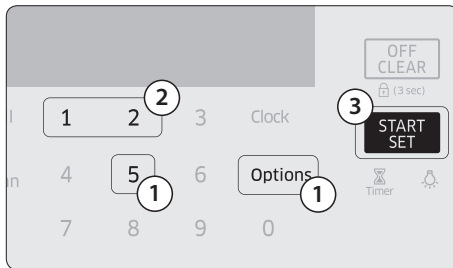 OFF
CLEAR
(3 sec)
2
3
1 2 3 Clock
START
SET
4 5 6 Options
1 1
Timer
7 8 9 0